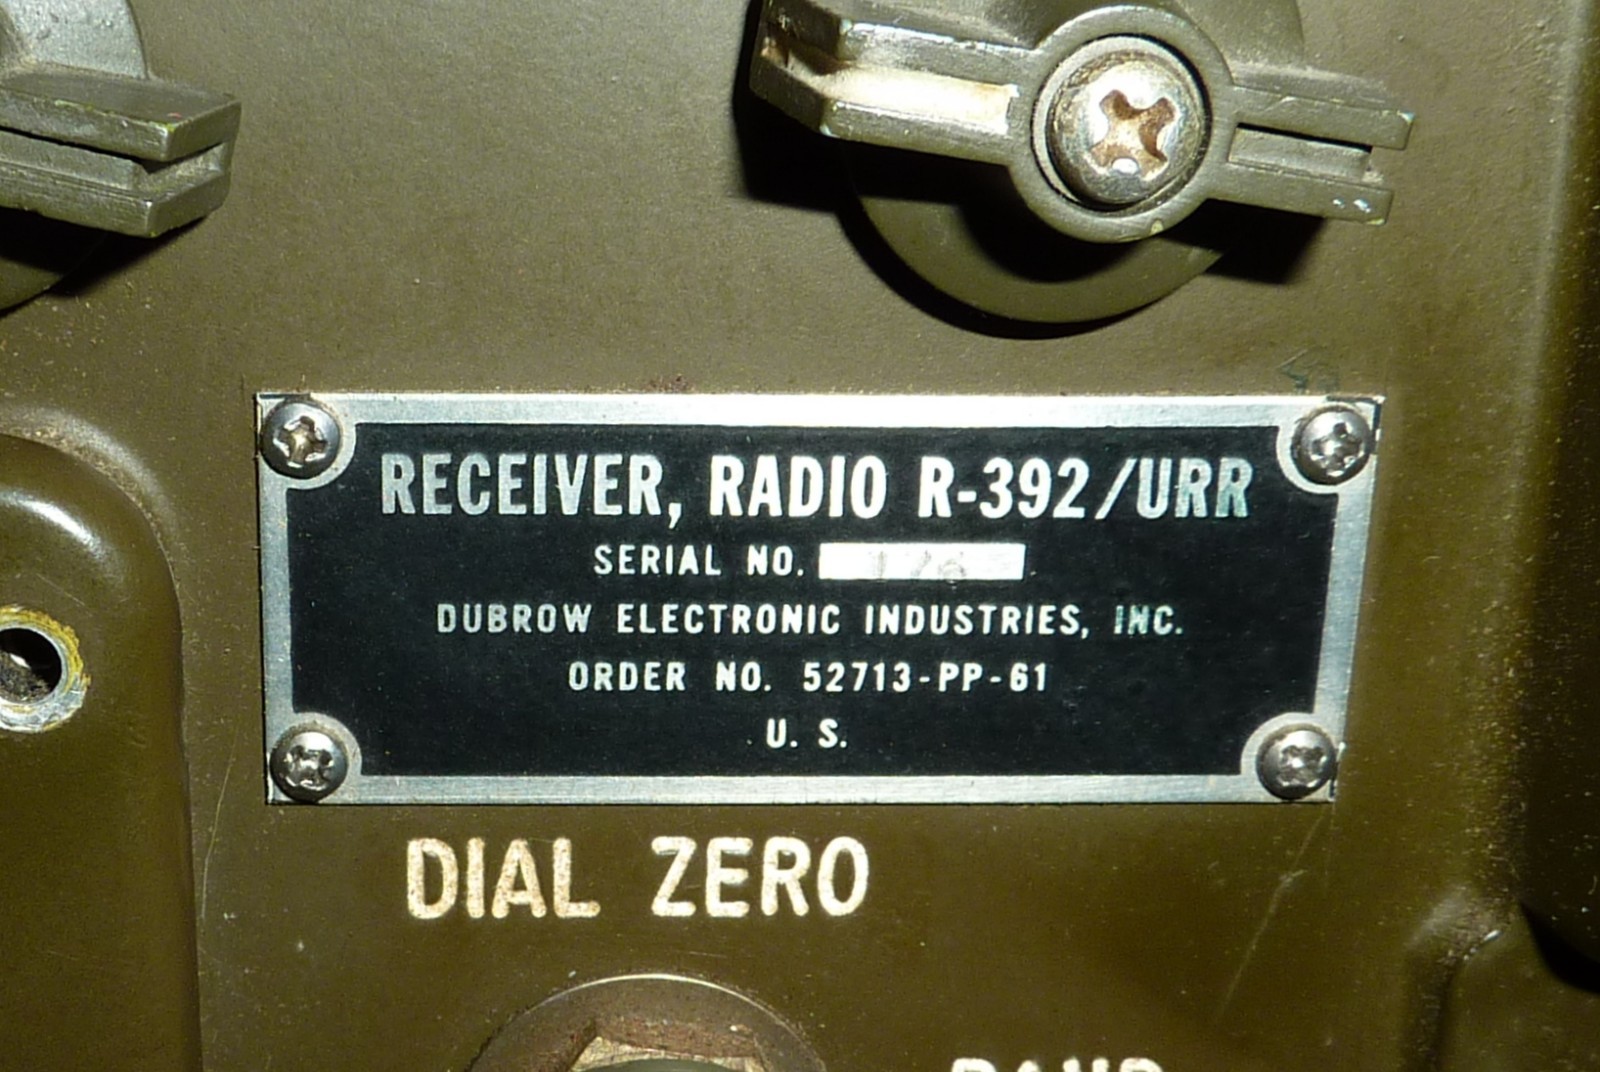 RECEIVER, RADIO R-392/URR
SERIAL NO.
DUBROW ELECTRONIC INDUSTRIES, INC.
ORDER NO. 52713-PP-61
U. S.
DIAL ZERO